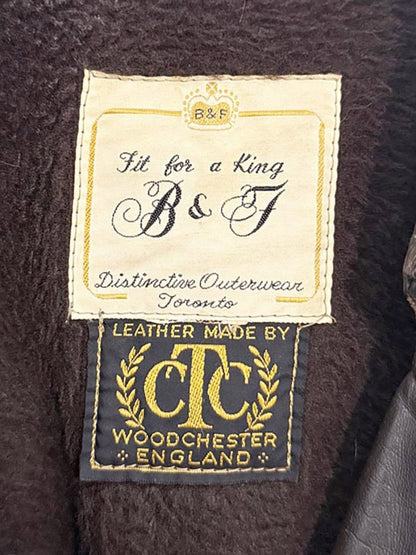 B&F
Fit for a King
B & F
Distinctive Outerwear
Toronto
LEATHER MADE BY
CTC
WOODCHESTER
ENGLAND